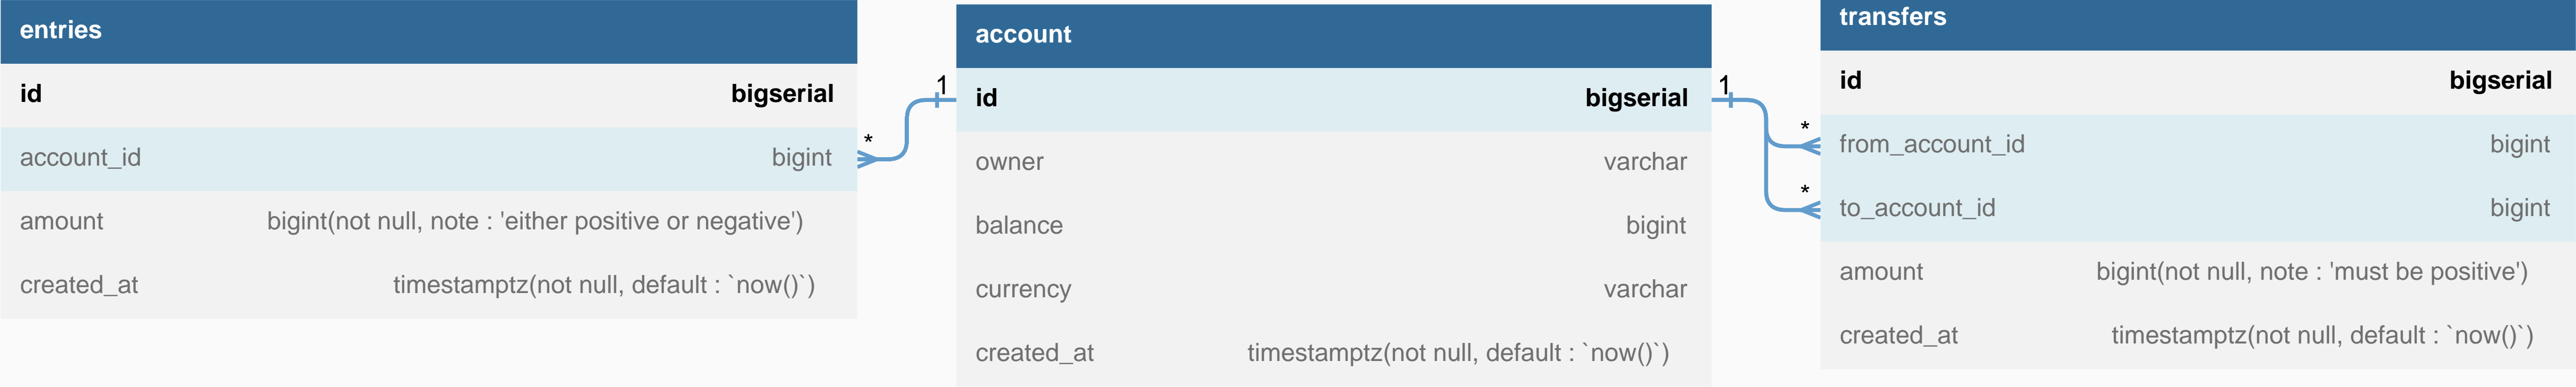 entries
id bigserial
account_id bigint
amount bigint(not null, note : 'either positive or negative')
created_at timestamptz(not null, default : `now()`)
1
*
account
id bigserial
owner varchar
balance bigint
currency varchar
created_at timestamptz(not null, default : `now()`)
1
*
*
transfers
id bigserial
from_account_id bigint
to_account_id bigint
amount bigint(not null, note : 'must be positive')
created_at timestamptz(not null, default : `now()`)